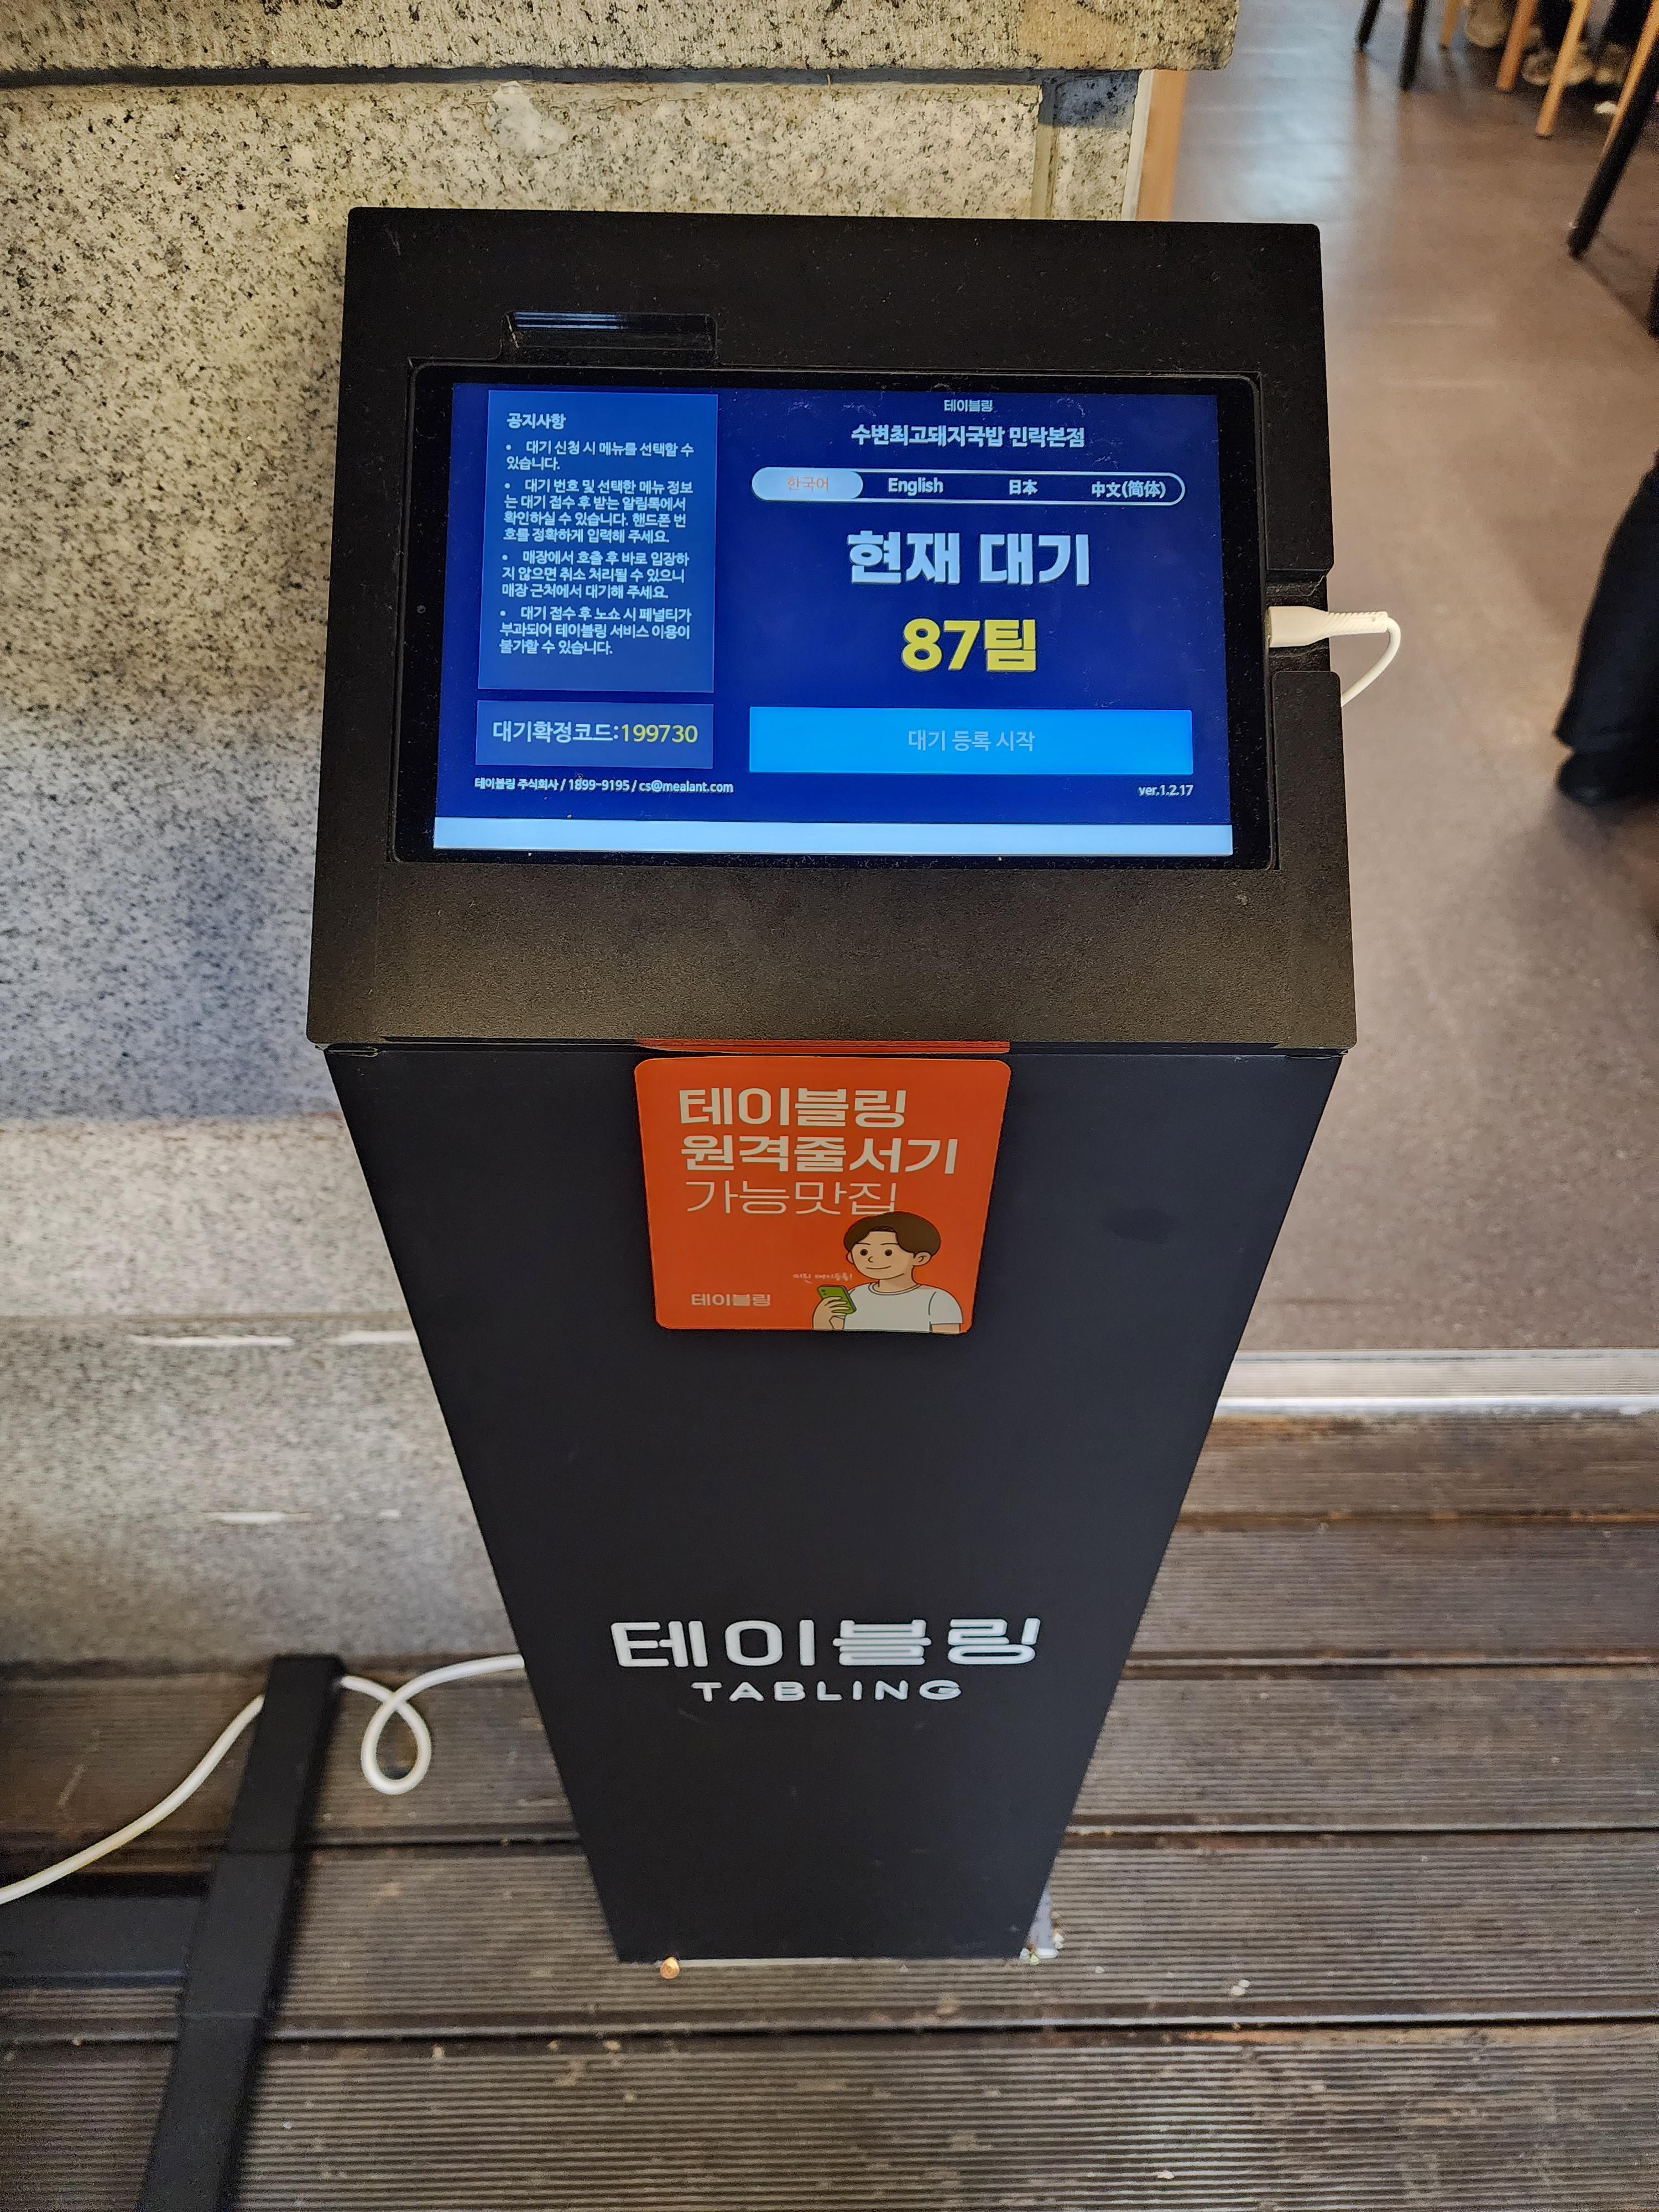 공지사항
• 대기 신청 시 메뉴를 선택할 수
있습니다.
• 대기 번호 및 선택한 메뉴 정보
는 대기 접수 후 받는 알림톡에서
확인하실 수 있습니다. 핸드폰 번
호를 정확하게 입력해 주세요.
• 매장에서 호출 후 바로 입장하
지 않으면 취소 처리될 수 있으니
매장 근처에서 대기해 주세요.
• 대기 접수 후 노쇼 시 페널티가
부과되어 테이블링 서비스 이용이
불가할 수 있습니다.
대기확정코드:199730
테이블링 주식회사 / 1899-9195 / cs@mealant.com
테이블링
수변최고돼지국밥 민락본점
한국어 English 日本 中文(简体)
현재 대기
87팀
대기 등록 시작
ver.1.2.17
테이블링
원격줄서기
가능맛집
테이블링
테이블링
TABLING